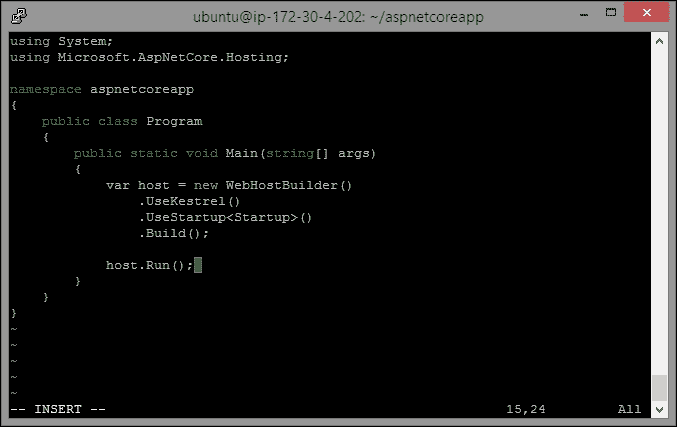 ubuntu@ip-172-30-4-202: ~/aspnetcoreapp
using System;
using Microsoft.AspNetCore.Hosting;
namespace aspnetcoreapp
{
    public class Program
    {
        public static void Main(string[] args)
        {
            var host = new WebHostBuilder()
                .UseKestrel()
                .UseStartup<Startup>()
                .Build();
            host.Run();
        }
    }
}
~
~
~
~
~
-- INSERT -- 15,24 All